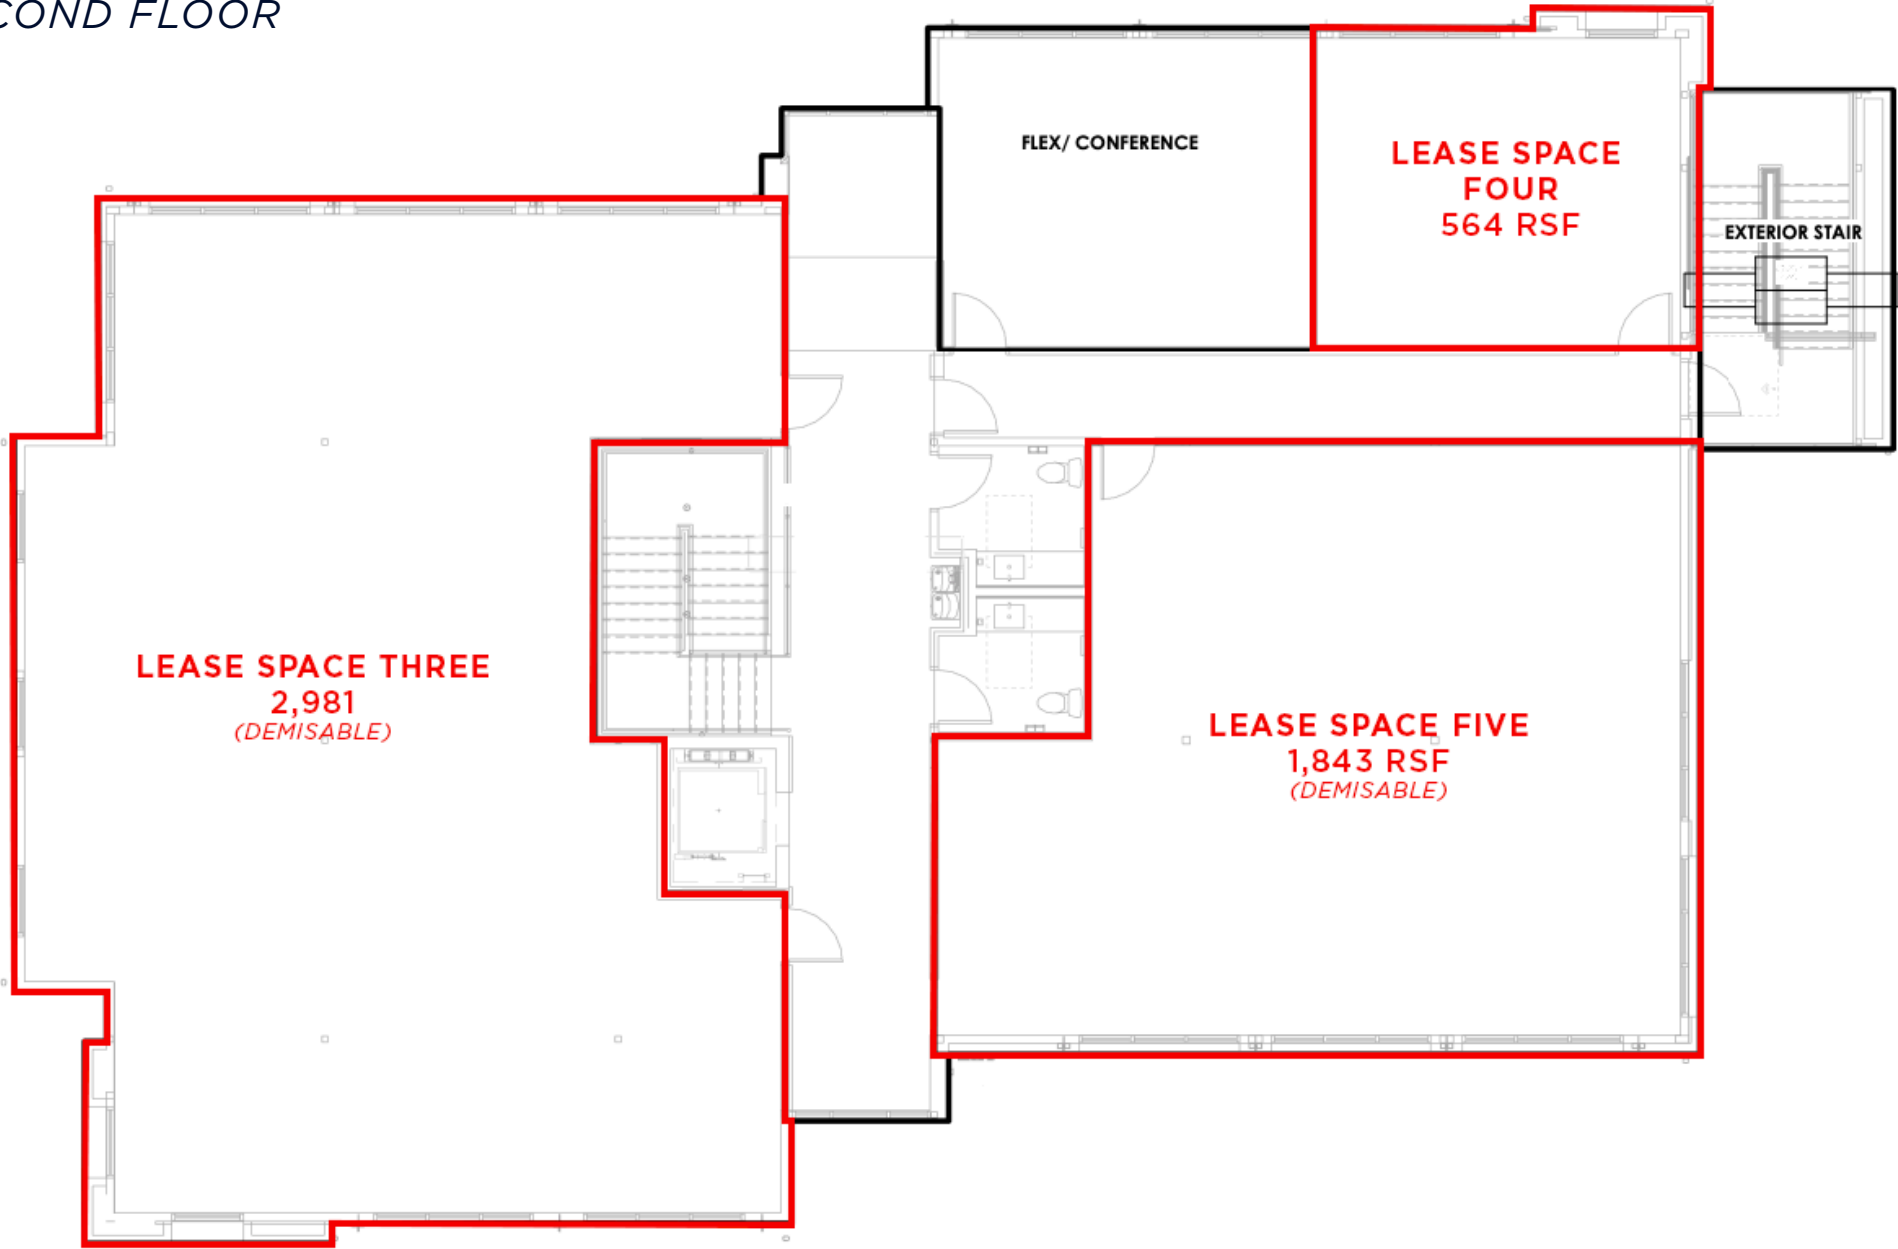 COND FLOOR
FLEX/ CONFERENCE
LEASE SPACE
FOUR
564 RSF
EXTERIOR STAIR
LEASE SPACE THREE
2,981
(DEMISABLE)
LEASE SPACE FIVE
1,843 RSF
(DEMISABLE)